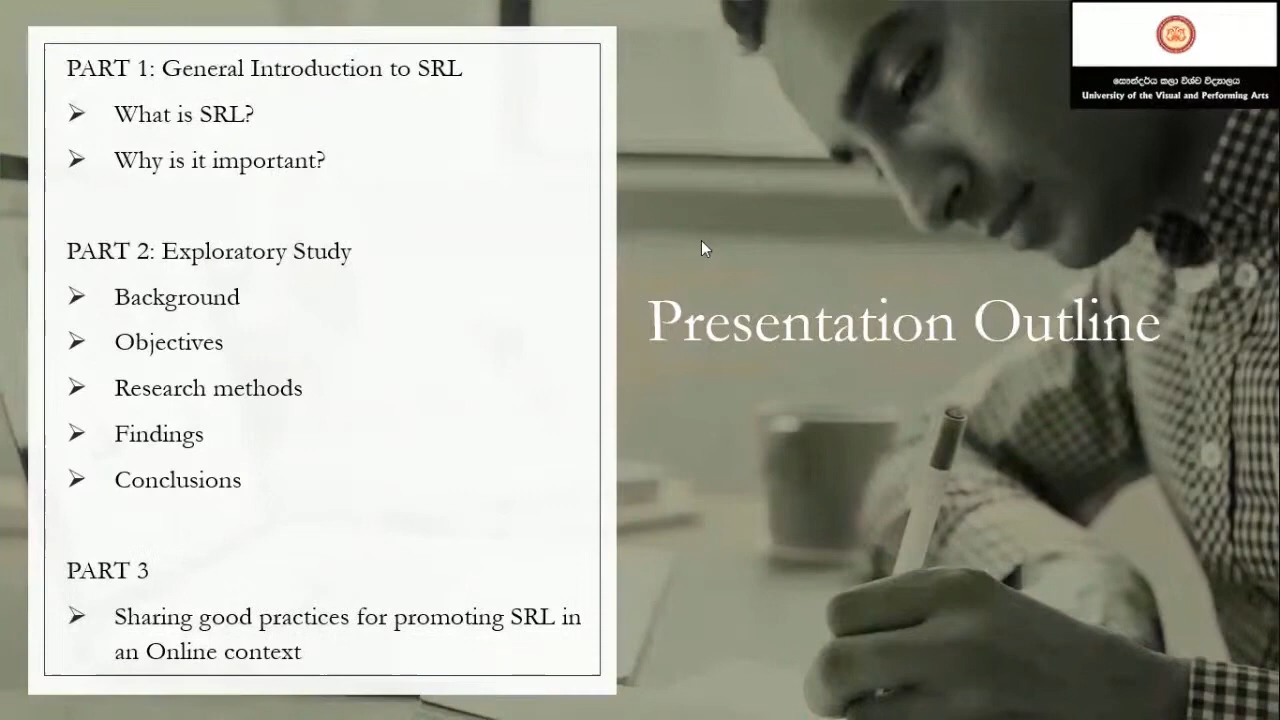 PART 1: General Introduction to SRL
➢ What is SRL?
➢ Why is it important?
PART 2: Exploratory Study
➢ Background
➢ Objectives
➢ Research methods
➢ Findings
➢ Conclusions
PART 3
➢ Sharing good practices for promoting SRL in
an Online context
Presentation Outline
සෞන්දර්ය කලා විශ්ව විද්‍යාලය
University of the Visual and Performing Arts